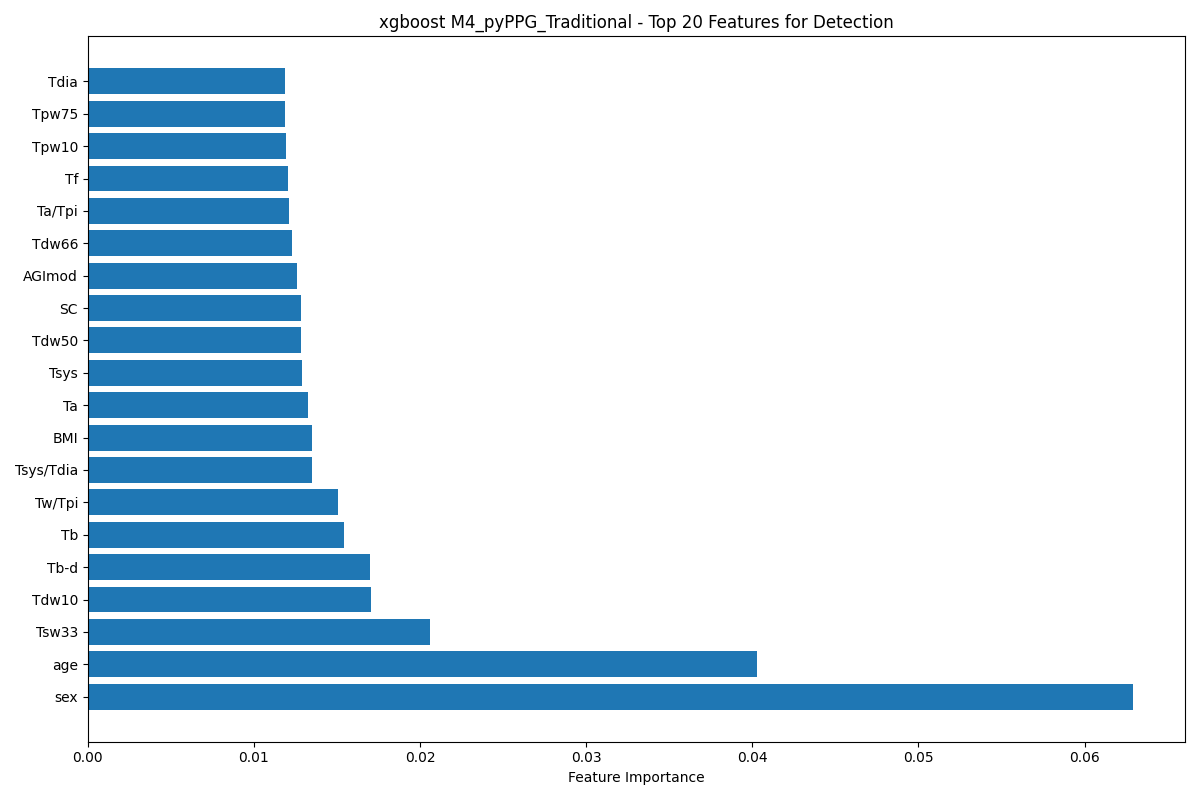 xgboost M4_pyPPG_Traditional - Top 20 Features for Detection
Tdia
Tpw75
Tpw10
Tf
Ta/Tpi
Tdw66
AGImod
SC
Tdw50
Tsys
Ta
BMI
Tsys/Tdia
Tw/Tpi
Tb
Tb-d
Tdw10
Tsw33
age
sex
0.00 0.01 0.02 0.03 0.04 0.05 0.06
Feature Importance